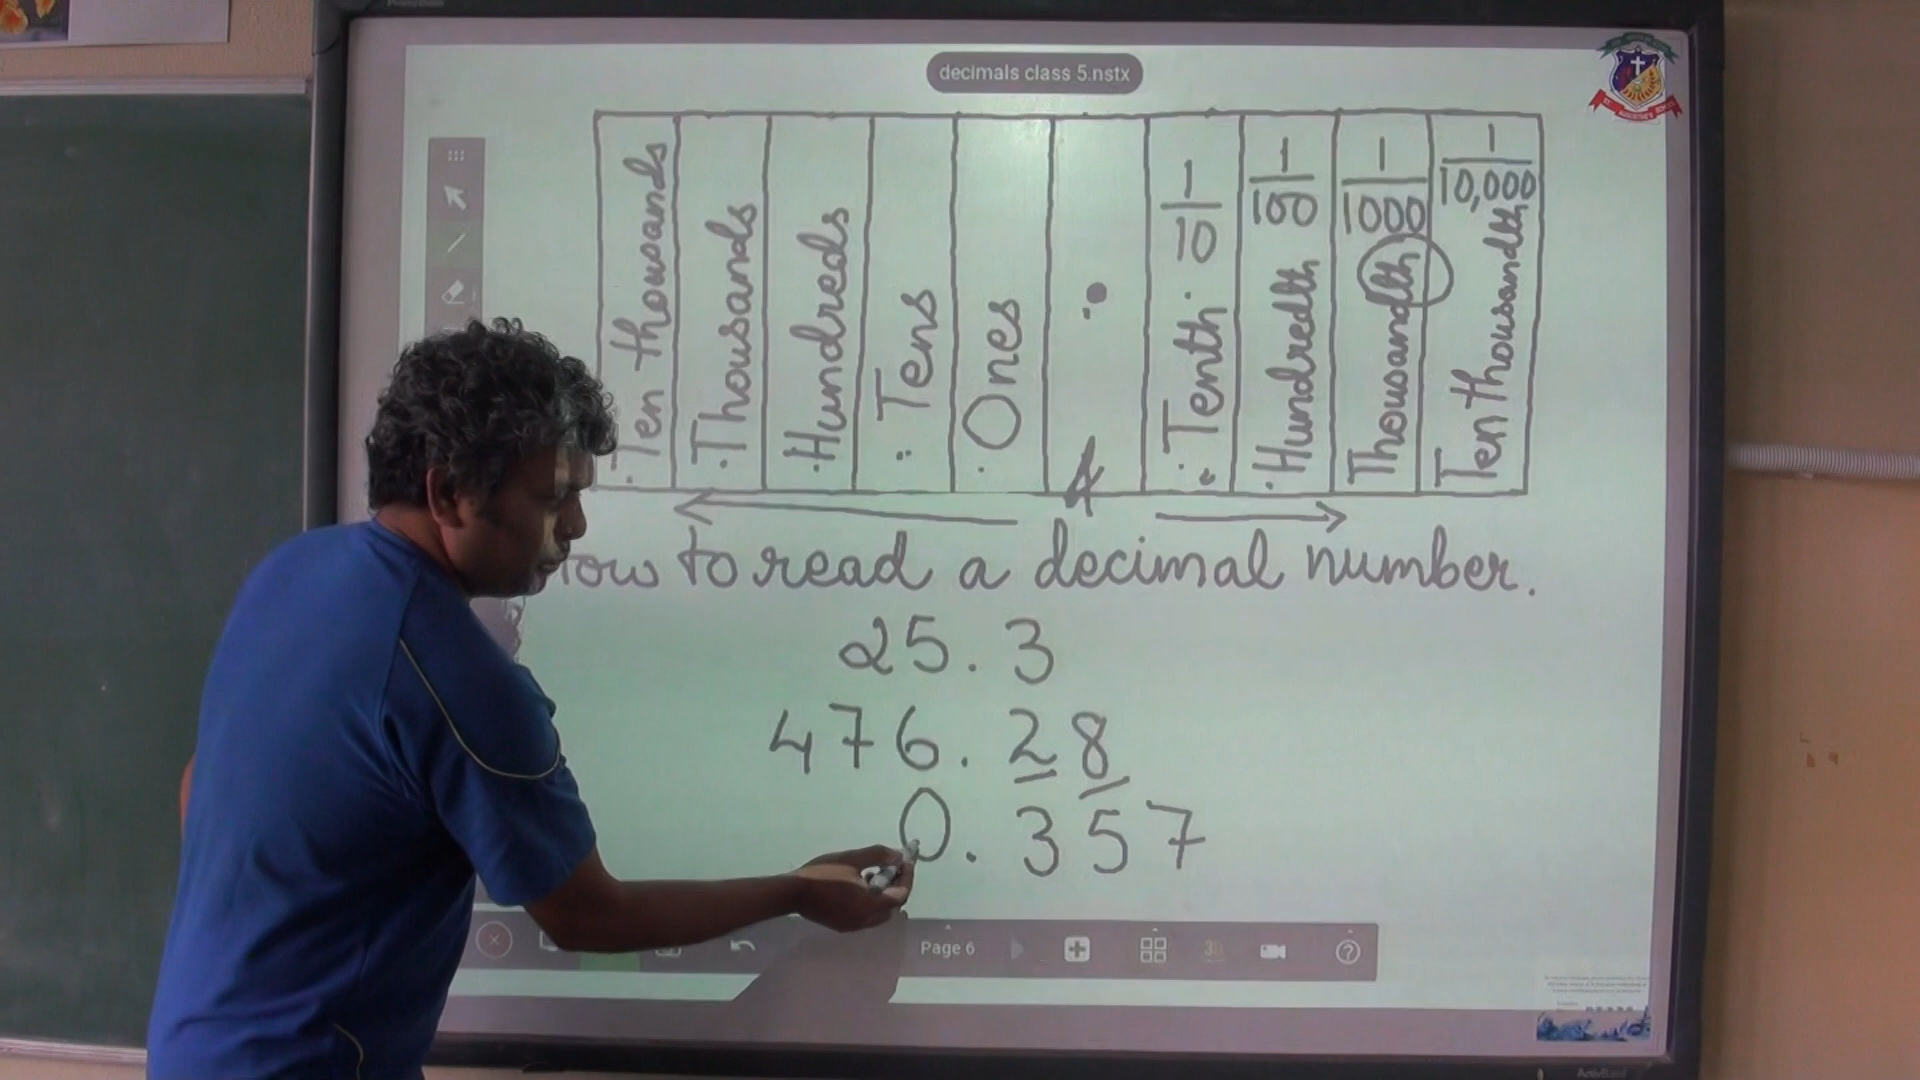 decimals class 5.nstx
Ten thousands
Thousands
Hundreds
Tens
Ones
.
Tenth 1/10
Hundredth 1/100
Thousandth 1/1000
Ten thousandth 1/10,000
to read a decimal number.
25.3
476.28
0.357
Page 6